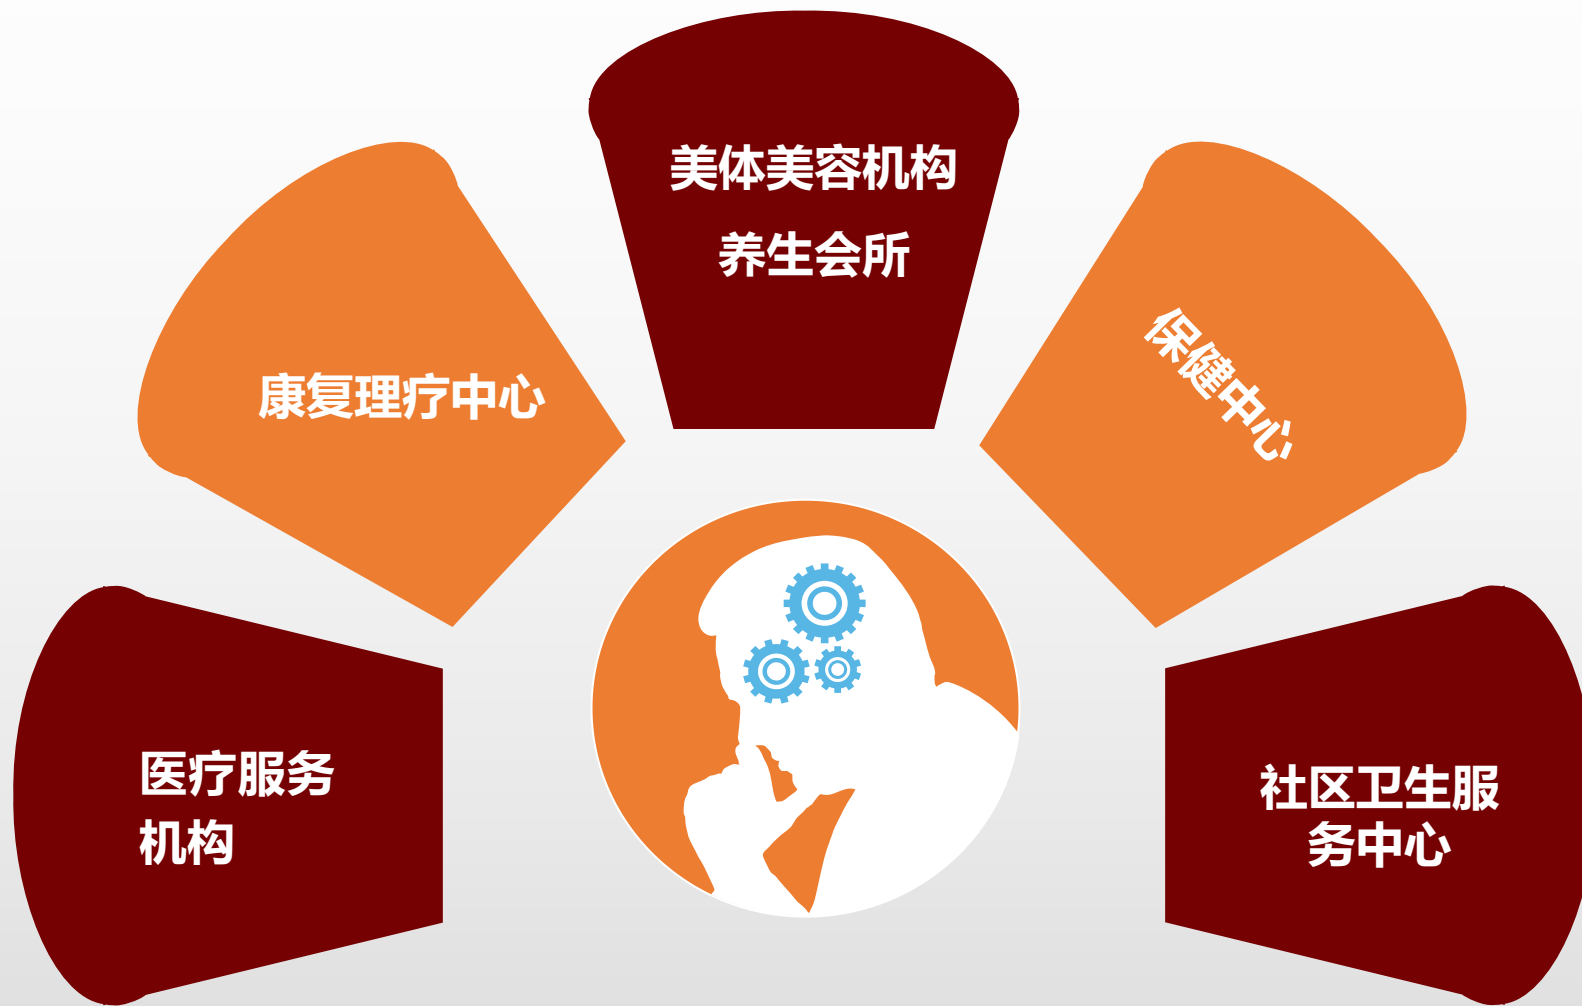 美体美容机构
养生会所
康复理疗中心
保健中心
医疗服务
机构
社区卫生服
务中心